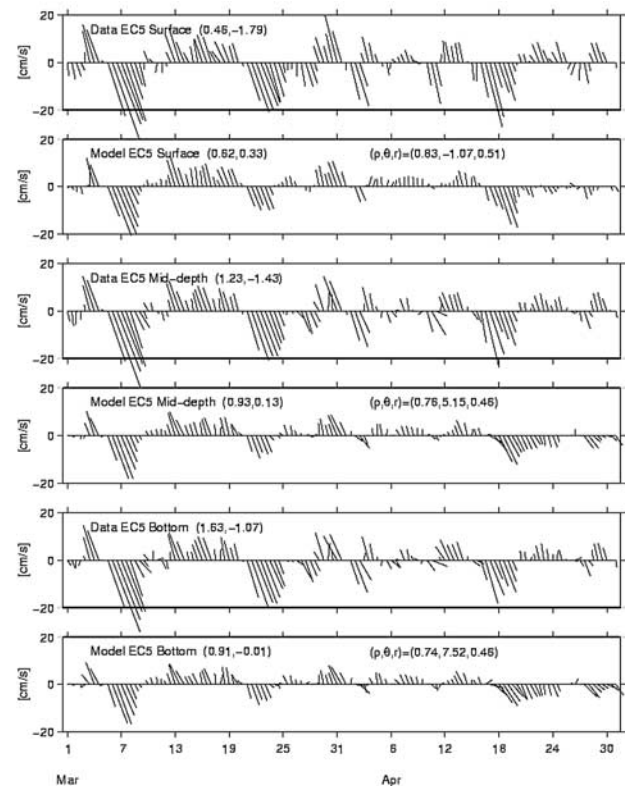 20
Data EC5 Surface (0.46,-1.79)
[cm/s]
0
-20
20
Model EC5 Surface (0.62,0.33) (ρ,θ,r)=(0.83,-1.07,0.51)
[cm/s]
0
-20
20
Data EC5 Mid-depth (1.23,-1.43)
[cm/s]
0
-20
20
Model EC5 Mid-depth (0.93,0.13) (ρ,θ,r)=(0.76,5.15,0.46)
[cm/s]
0
-20
20
Data EC5 Bottom (1.63,-1.07)
[cm/s]
0
-20
20
Model EC5 Bottom (0.91,-0.01) (ρ,θ,r)=(0.74,7.52,0.46)
[cm/s]
0
-20
1 7 13 19 25 31 6 12 18 24 30
Mar Apr